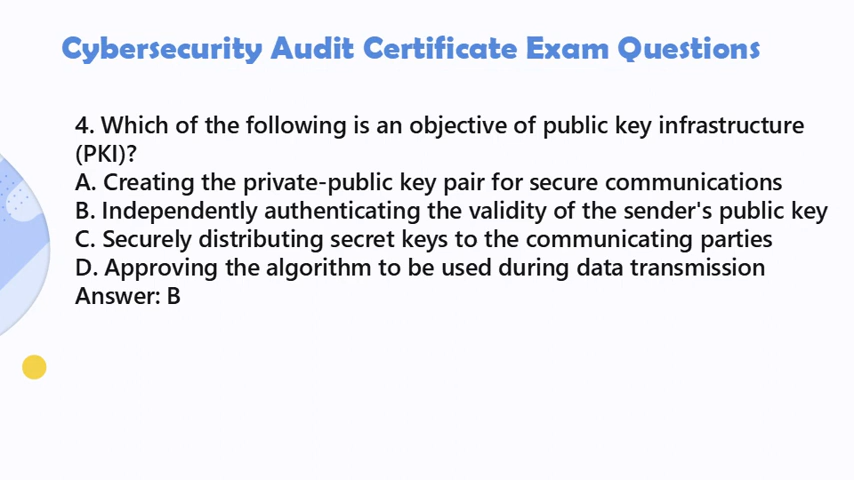 Cybersecurity Audit Certificate Exam Questions
4. Which of the following is an objective of public key infrastructure
(PKI)?
A. Creating the private-public key pair for secure communications
B. Independently authenticating the validity of the sender's public key
C. Securely distributing secret keys to the communicating parties
D. Approving the algorithm to be used during data transmission
Answer: B